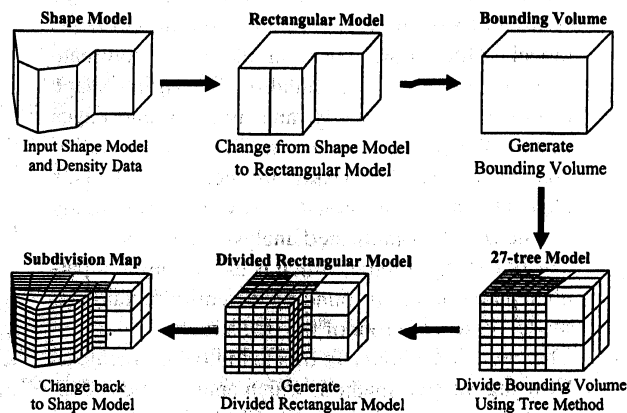 Shape Model
Input Shape Model
and Density Data
Rectangular Model
Change from Shape Model
to Rectangular Model
Bounding Volume
Generate
Bounding Volume
27-tree Model
Divide Bounding Volume
Using Tree Method
Divided Rectangular Model
Generate
Divided Rectangular Model
Subdivision Map
Change back
to Shape Model